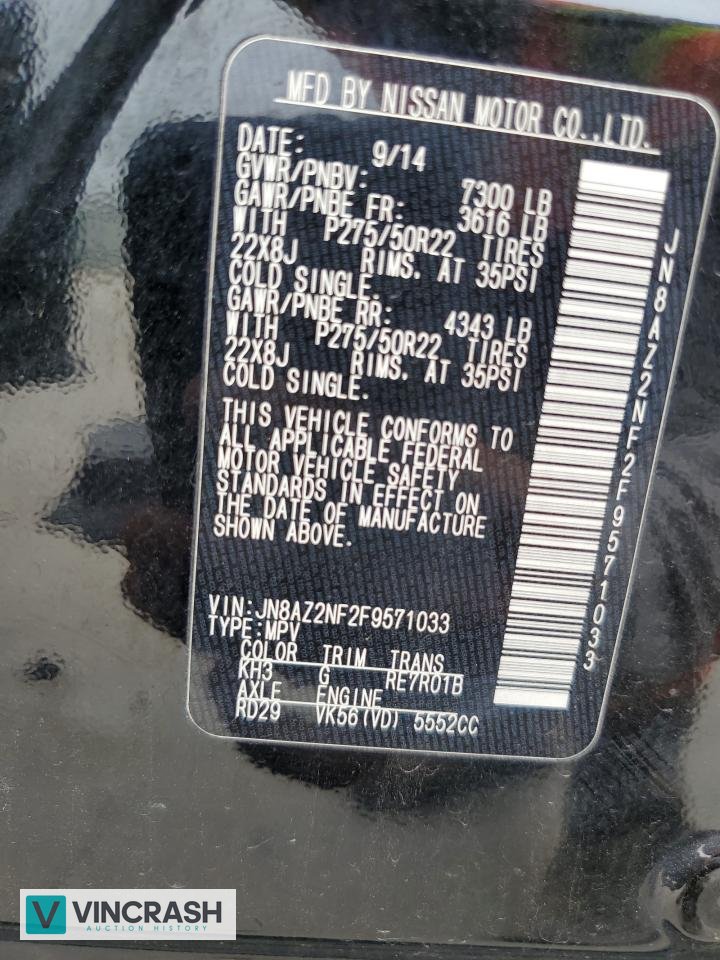 MFD BY NISSAN MOTOR CO.,LTD.
DATE: 9/14
GVWR/PNBV: 7300 LB
GAWR/PNBE FR: 3616 LB
WITH P275/50R22 TIRES
22X8J RIMS. AT 35PSI
COLD SINGLE.
GAWR/PNBE RR: 4343 LB
WITH P275/50R22 TIRES
22X8J RIMS. AT 35PSI
COLD SINGLE.
THIS VEHICLE CONFORMS TO
ALL APPLICABLE FEDERAL
MOTOR VEHICLE SAFETY
STANDARDS IN EFFECT ON
THE DATE OF MANUFACTURE
SHOWN ABOVE.
VIN:JN8AZ2NF2F9571033
TYPE:MPV
COLOR TRIM TRANS
KH3 G RE7R01B
AXLE ENGINE
RD29 VK56(VD) 5552CC
JN8AZ2NF2F9571033
V VINCRASH
AUCTION HISTORY